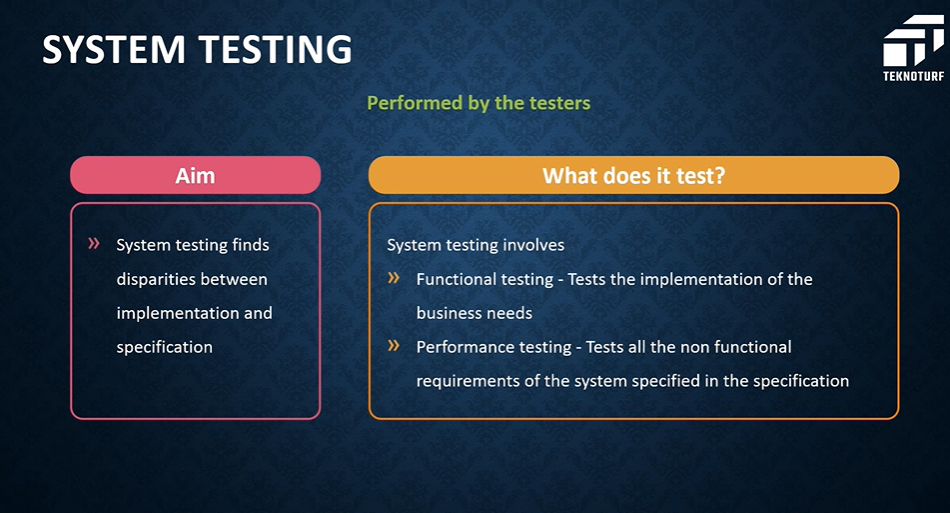 SYSTEM TESTING
TEKNOTURF
Performed by the testers
Aim
» System testing finds
disparities between
implementation and
specification
What does it test?
System testing involves
» Functional testing - Tests the implementation of the
business needs
» Performance testing - Tests all the non functional
requirements of the system specified in the specification